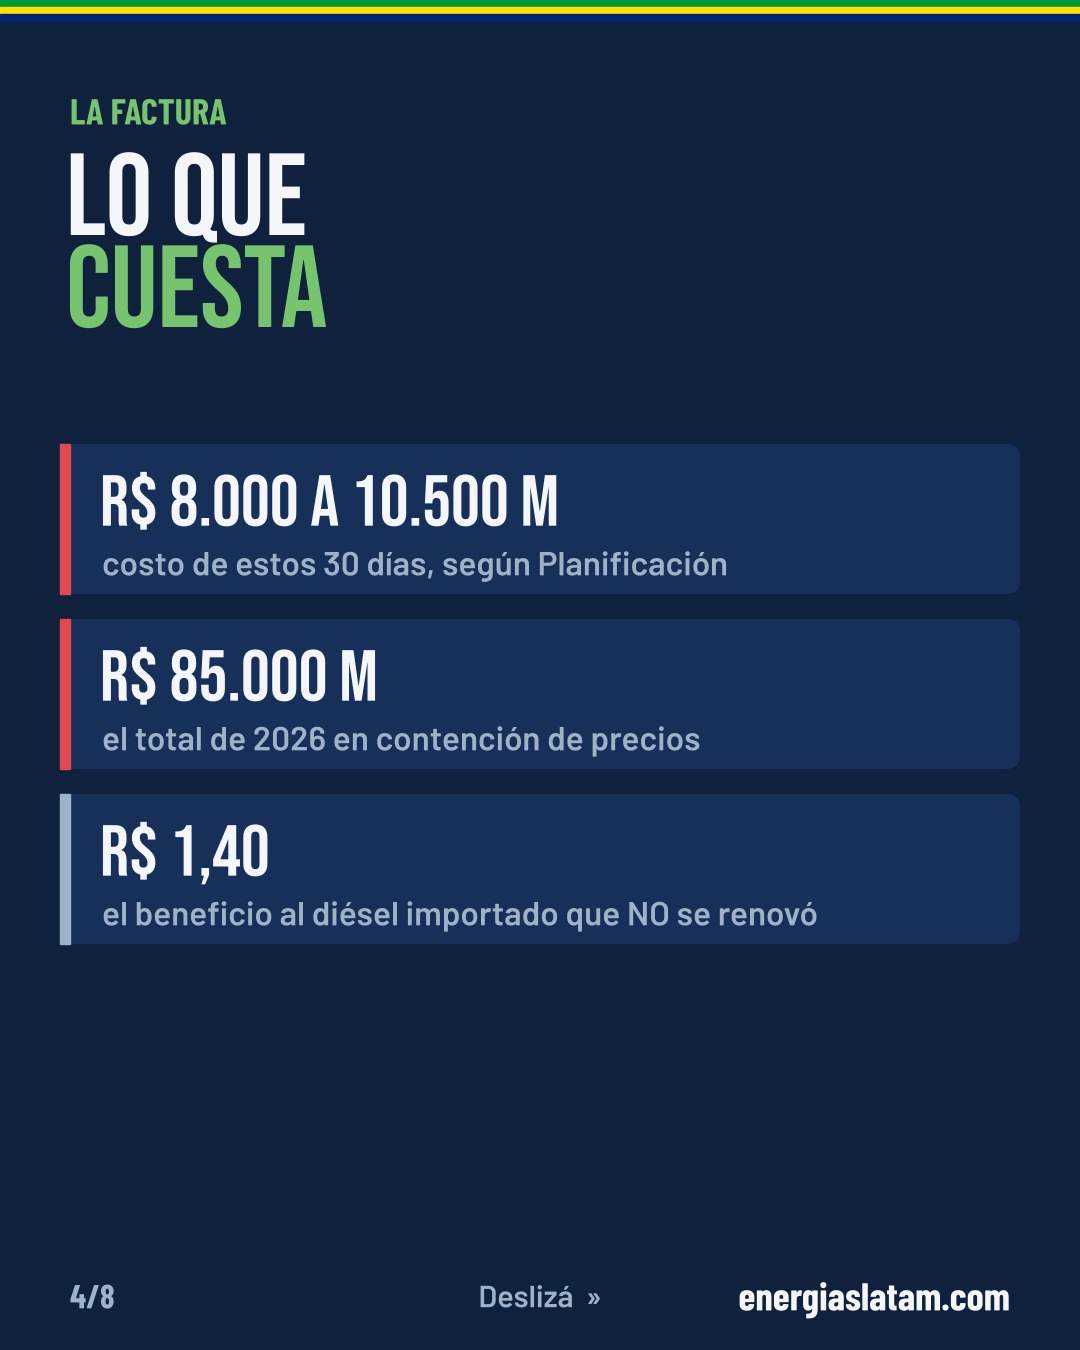 LA FACTURA
LO QUE
CUESTA
R$ 8.000 A 10.500 M
costo de estos 30 días, según Planificación
R$ 85.000 M
el total de 2026 en contención de precios
R$ 1,40
el beneficio al diésel importado que NO se renovó
4/8
Deslizá »
energiaslatam.com